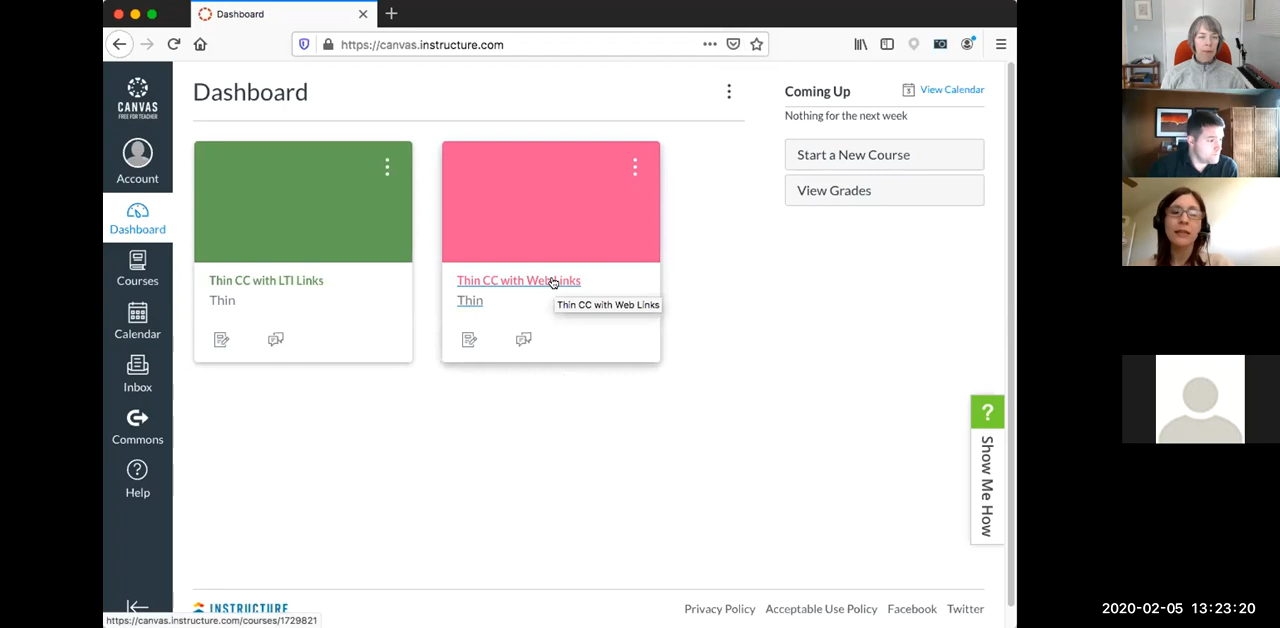 Dashboard
https://canvas.instructure.com
CANVAS
FREE FOR TEACHER
Account
Dashboard
Courses
Calendar
Inbox
Commons
Help
Dashboard
Thin CC with LTI Links
Thin
Thin CC with Web Links
Thin
Thin CC with Web Links
Coming Up
View Calendar
Nothing for the next week
Start a New Course
View Grades
? Show Me How
INSTRUCTURE
Privacy Policy Acceptable Use Policy Facebook Twitter
https://canvas.instructure.com/courses/1729821
2020-02-05 13:23:20